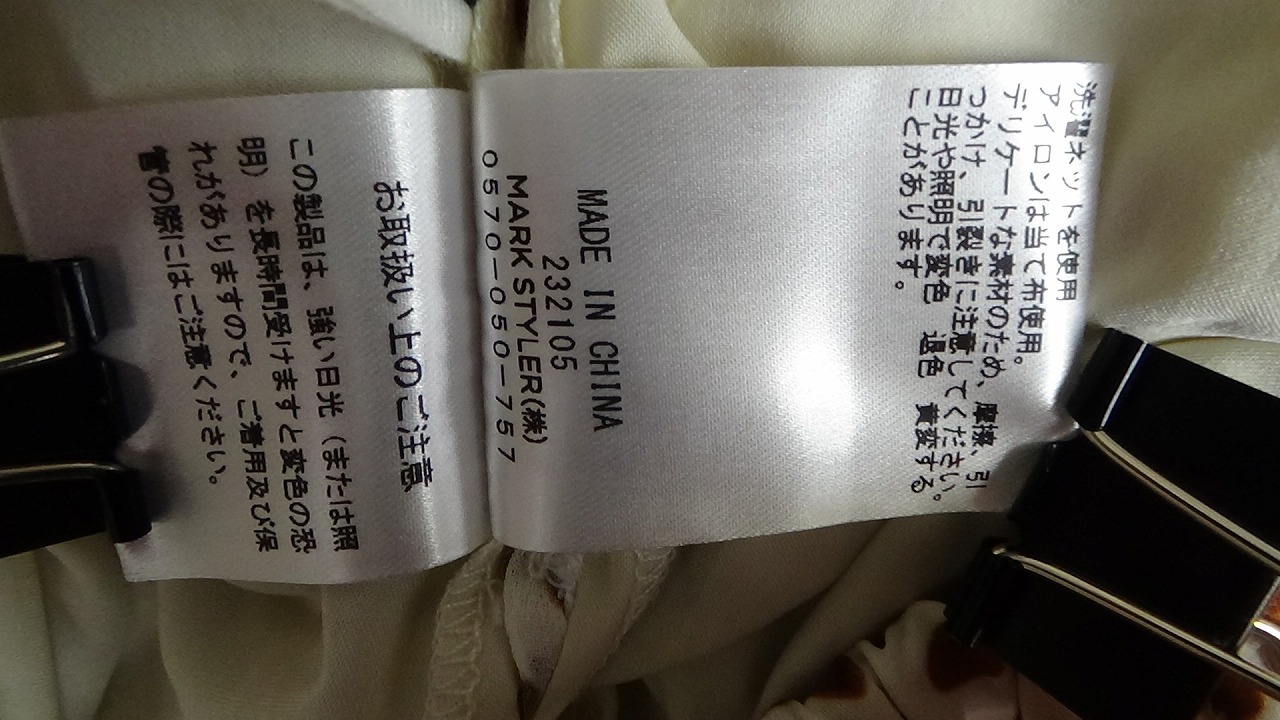 洗濯ネットを使用
アイロンは当て布使用。
デリケートな素材のため、摩擦、引
つかけ、引裂きに注意してください。
日光や照明で変色 退色 黄変する
ことがあります。
MADE IN CHINA
232105
MARK STYLER(株)
0570-050-757
お取扱い上のご注意
この製品は、強い日光（または照
明）を長時間受けますと変色の恐
れがありますので、ご着用及び保
管の際にはご注意ください。